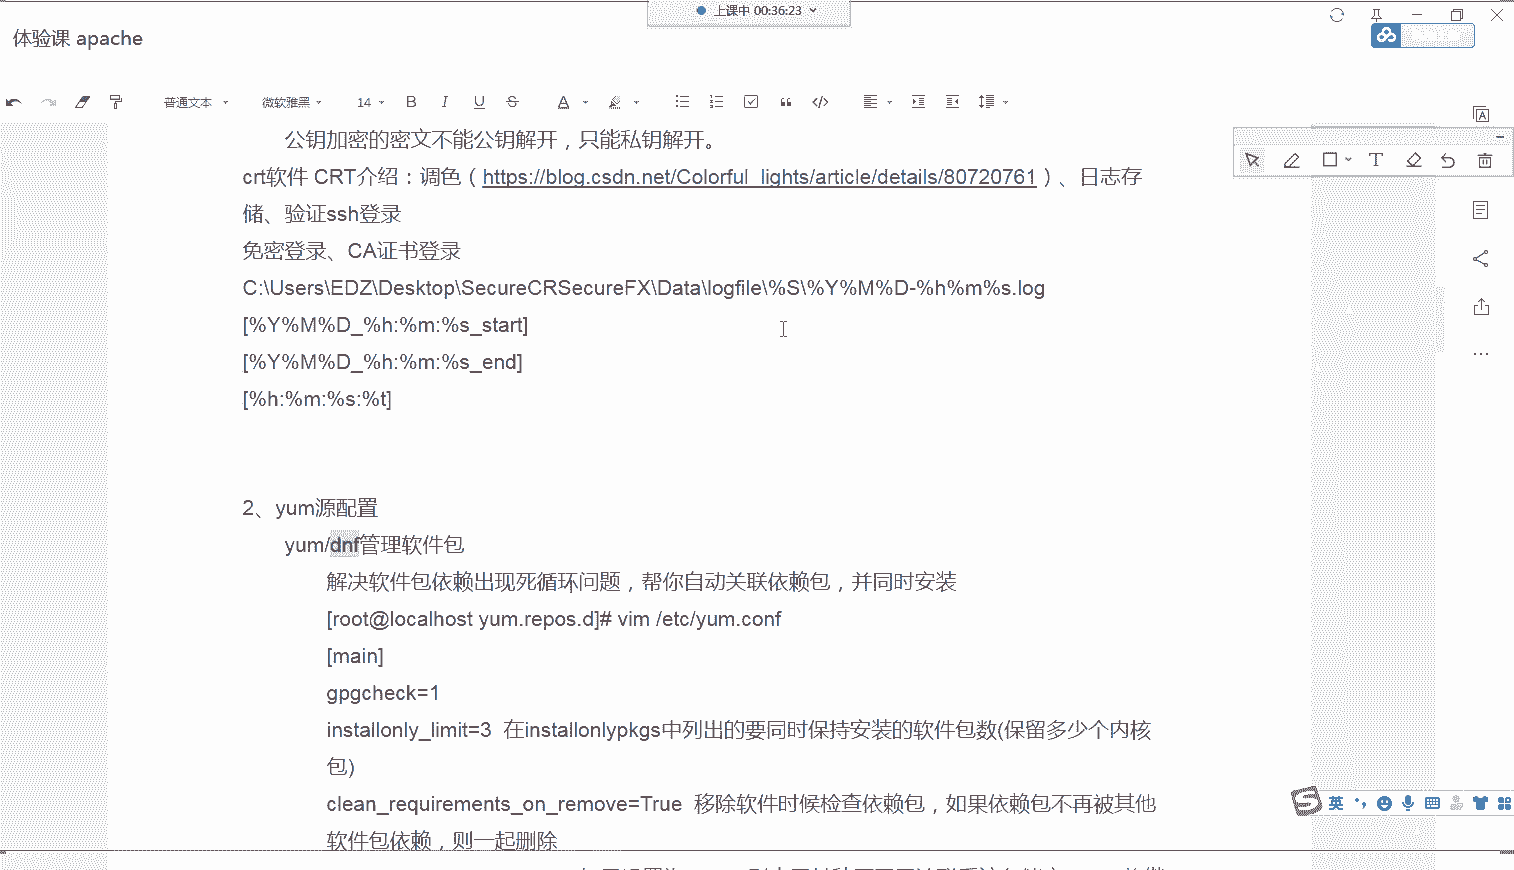 上课中 00:36:23
体验课 apache
普通文本 微软雅黑 14 B I U S A
公钥加密的密文不能公钥解开，只能私钥解开。
crt软件 CRT介绍：调色（https://blog.csdn.net/Colorful_lights/article/details/80720761）、日志存
储、验证ssh登录
免密登录、CA证书登录
C:\Users\EDZ\Desktop\SecureCRSecureFX\Data\logfile\%S\%Y%M%D-%h%m%s.log
[%Y%M%D_%h:%m:%s_start]
[%Y%M%D_%h:%m:%s_end]
[%h:%m:%s:%t]
2、yum源配置
yum/dnf管理软件包
解决软件包依赖出现死循环问题，帮你自动关联依赖包，并同时安装
[root@localhost yum.repos.d]# vim /etc/yum.conf
[main]
gpgcheck=1
installonly_limit=3 在installonlypkgs中列出的要同时保持安装的软件包数(保留多少个内核
包)
clean_requirements_on_remove=True 移除软件时候检查依赖包，如果依赖包不再被其他
软件包依赖，则一起删除
英